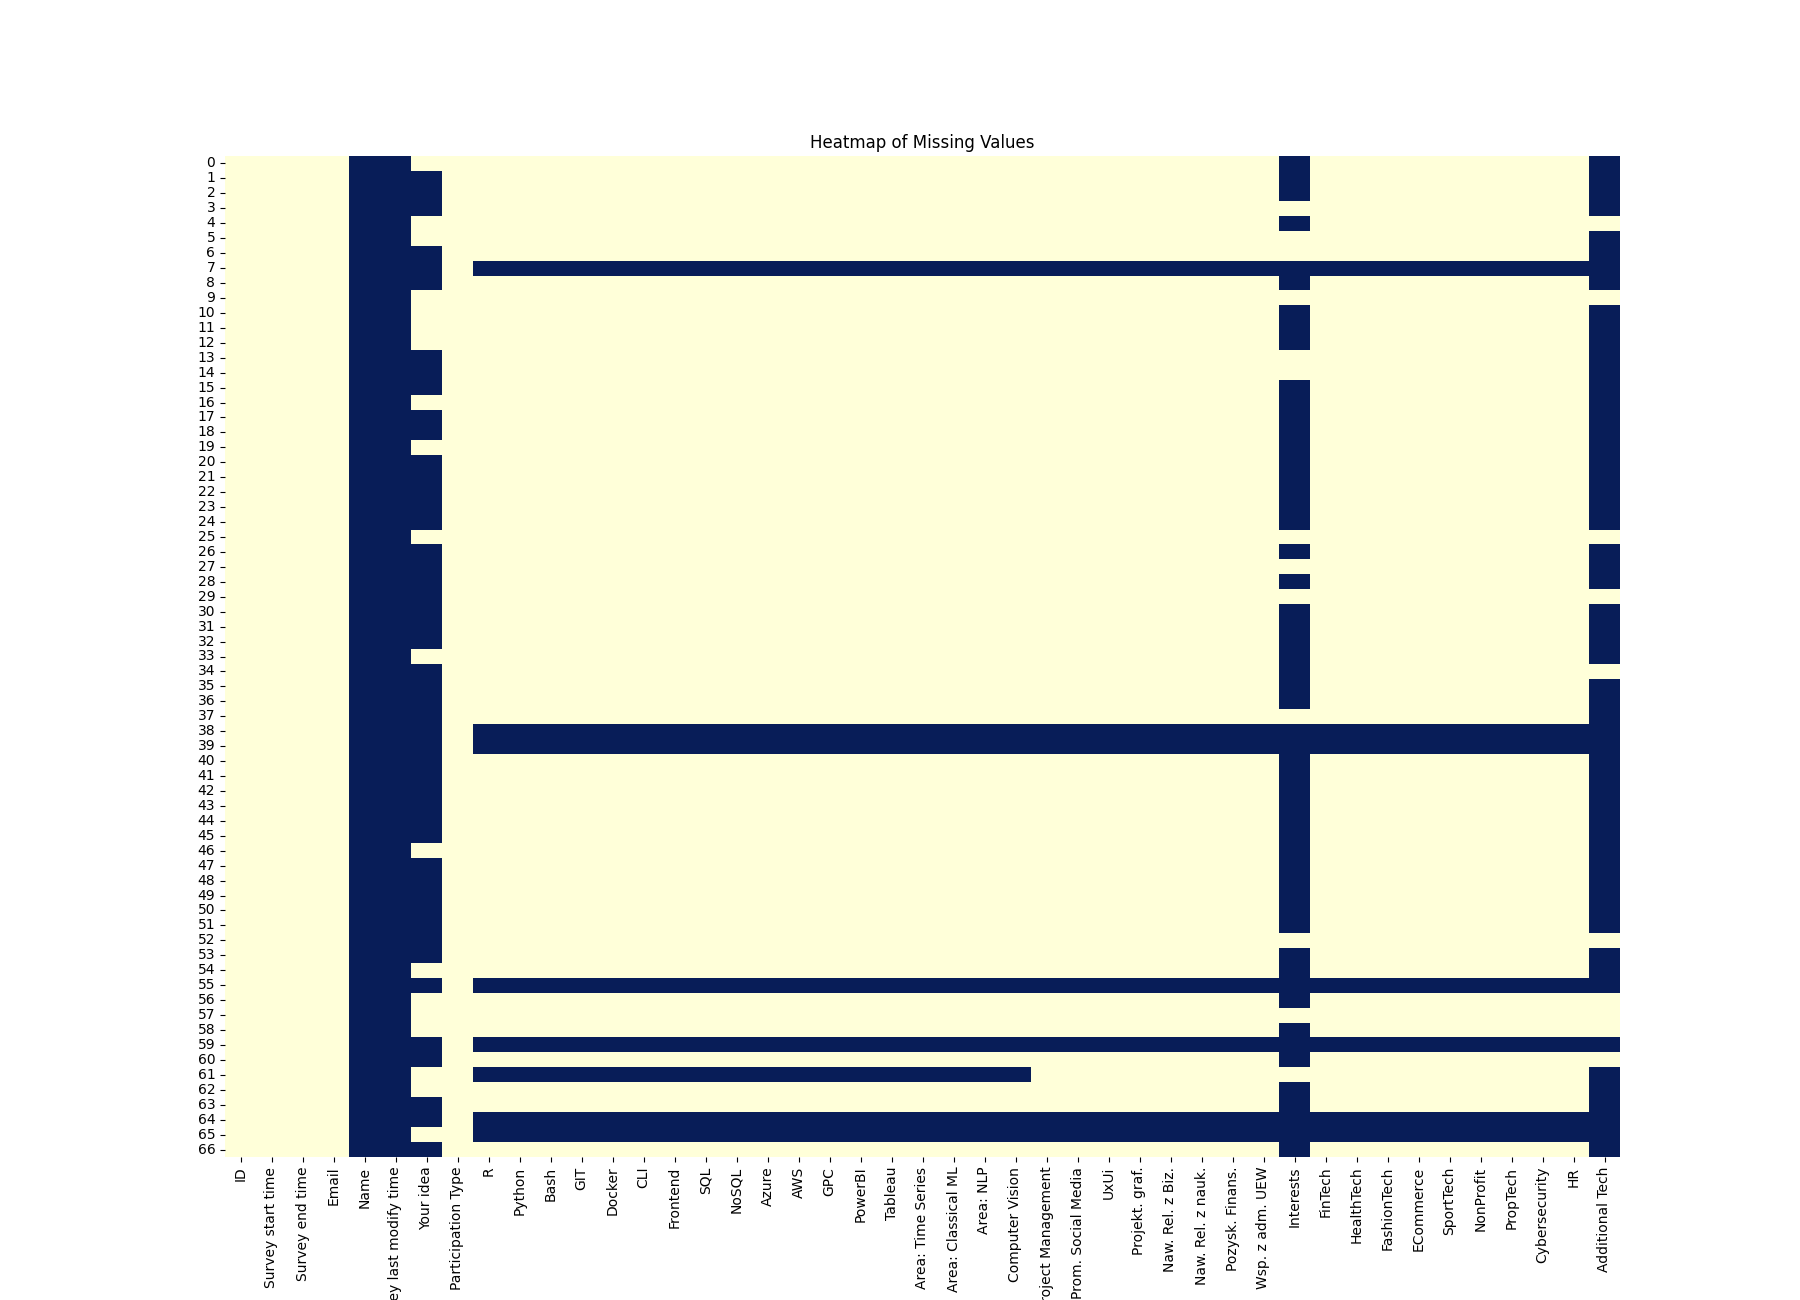 Heatmap of Missing Values
0
1
2
3
4
5
6
7
8
9
10
11
12
13
14
15
16
17
18
19
20
21
22
23
24
25
26
27
28
29
30
31
32
33
34
35
36
37
38
39
40
41
42
43
44
45
46
47
48
49
50
51
52
53
54
55
56
57
58
59
60
61
62
63
64
65
66
ID
Survey start time
Survey end time
Email
Name
ey last modify time
Your idea
Participation Type
R
Python
Bash
GIT
Docker
CLI
Frontend
SQL
NoSQL
Azure
AWS
GPC
PowerBI
Tableau
Area: Time Series
Area: Classical ML
Area: NLP
Computer Vision
oject Management
Prom. Social Media
UxUi
Projekt. graf.
Naw. Rel. z Biz.
Naw. Rel. z nauk.
Pozysk. Finans.
Wsp. z adm. UEW
Interests
FinTech
HealthTech
FashionTech
ECommerce
SportTech
NonProfit
PropTech
Cybersecurity
HR
Additional Tech